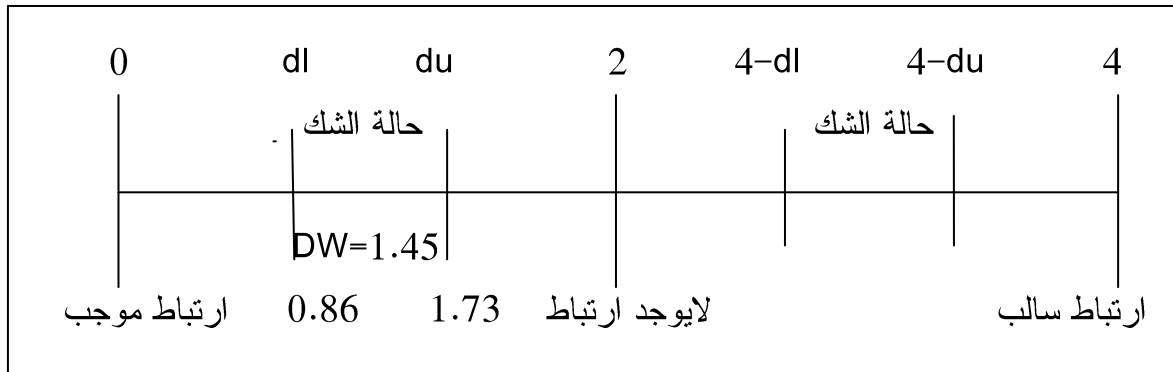 0 dl du 2 4-dl 4-du 4
حالة الشك حالة الشك
DW=1.45
ارتباط موجب 0.86 1.73 لايوجد ارتباط ارتباط سالب